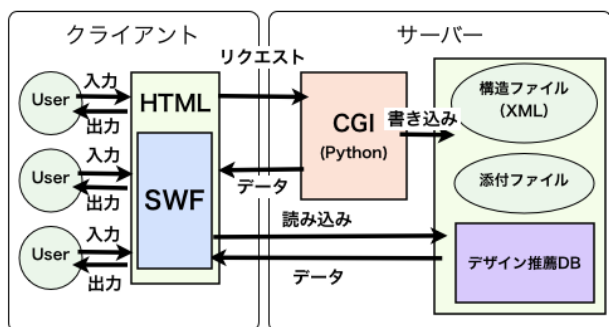 クライアント
サーバー
リクエスト
User
入力
出力
HTML
CGI
(Python)
書き込み
構造ファイル
(XML)
User
入力
出力
SWF
データ
添付ファイル
User
入力
出力
読み込み
データ
デザイン推薦DB